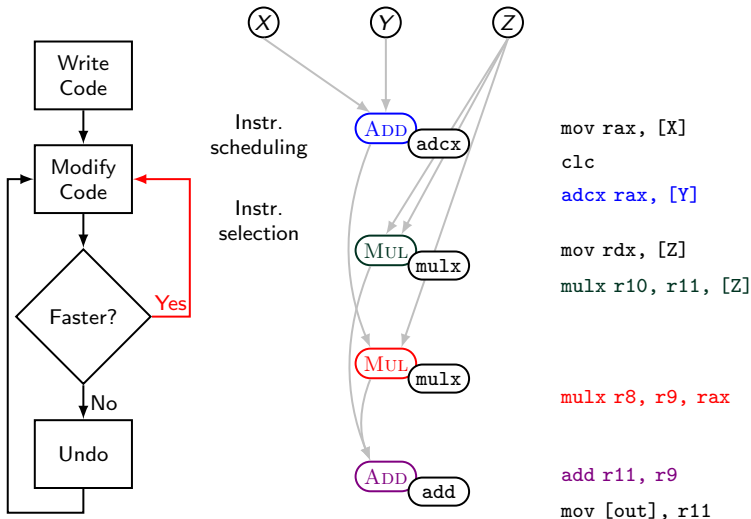 Write
Code
Modify
Code
Faster?
Yes
No
Undo
Instr.
scheduling
Instr.
selection
X
Y
Z
ADD
adcx
MUL
mulx
MUL
mulx
ADD
add
mov rax, [X]
clc
adcx rax, [Y]
mov rdx, [Z]
mulx r10, r11, [Z]
mulx r8, r9, rax
add r11, r9
mov [out], r11